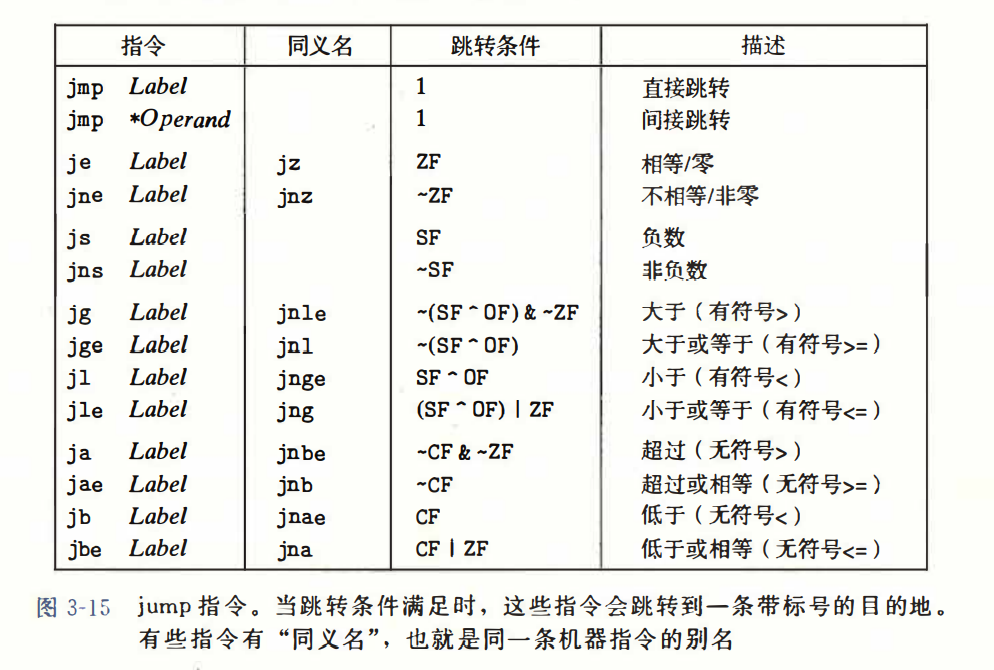 指令 同义名 跳转条件 描述
jmp Label 1 直接跳转
jmp *Operand 1 间接跳转
je Label jz ZF 相等/零
jne Label jnz ~ZF 不相等/非零
js Label SF 负数
jns Label ~SF 非负数
jg Label jnle ~(SF ^ OF) & ~ZF 大于（有符号>）
jge Label jnl ~(SF ^ OF) 大于或等于（有符号>=）
jl Label jnge SF ^ OF 小于（有符号<）
jle Label jng (SF ^ OF) | ZF 小于或等于（有符号<=）
ja Label jnbe ~CF & ~ZF 超过（无符号>）
jae Label jnb ~CF 超过或相等（无符号>=）
jb Label jnae CF 低于（无符号<）
jbe Label jna CF | ZF 低于或相等（无符号<=）
图 3-15 jump 指令。当跳转条件满足时，这些指令会跳转到一条带标号的目的地。
有些指令有“同义名”，也就是同一条机器指令的别名